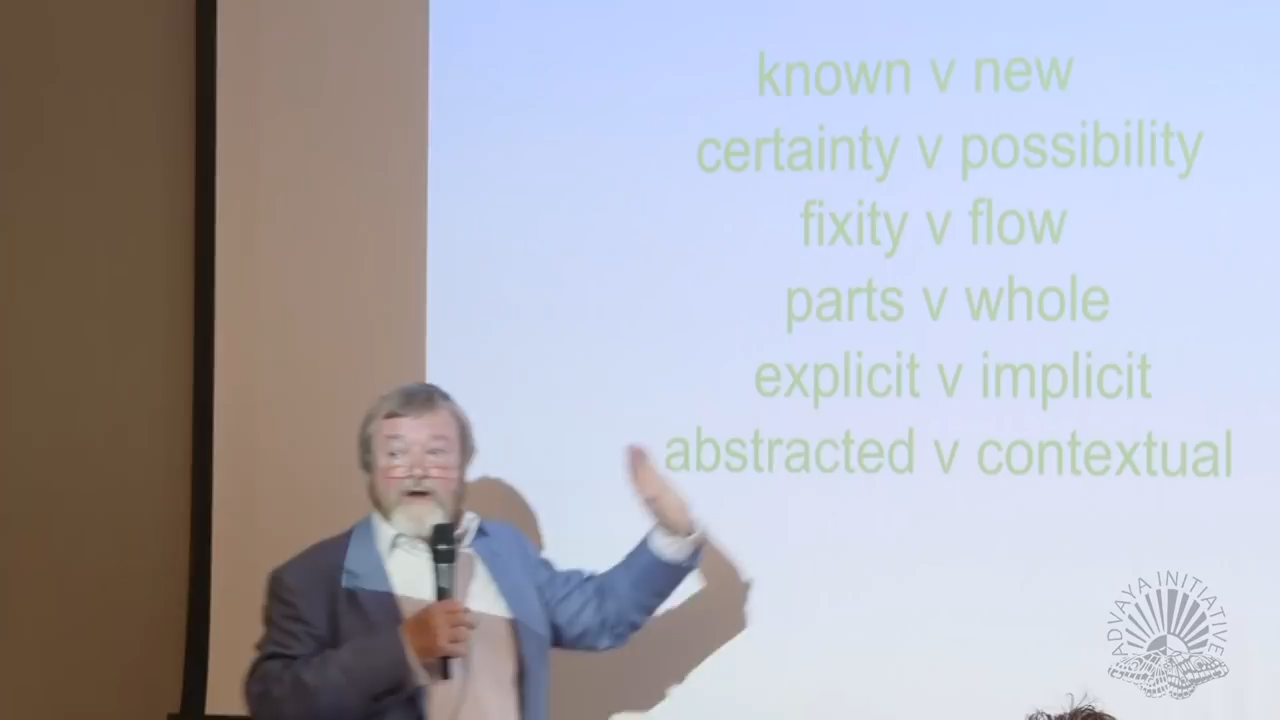 known v new
certainty v possibility
fixity v flow
parts v whole
explicit v implicit
abstracted v contextual
ADVAYA INITIATIVE